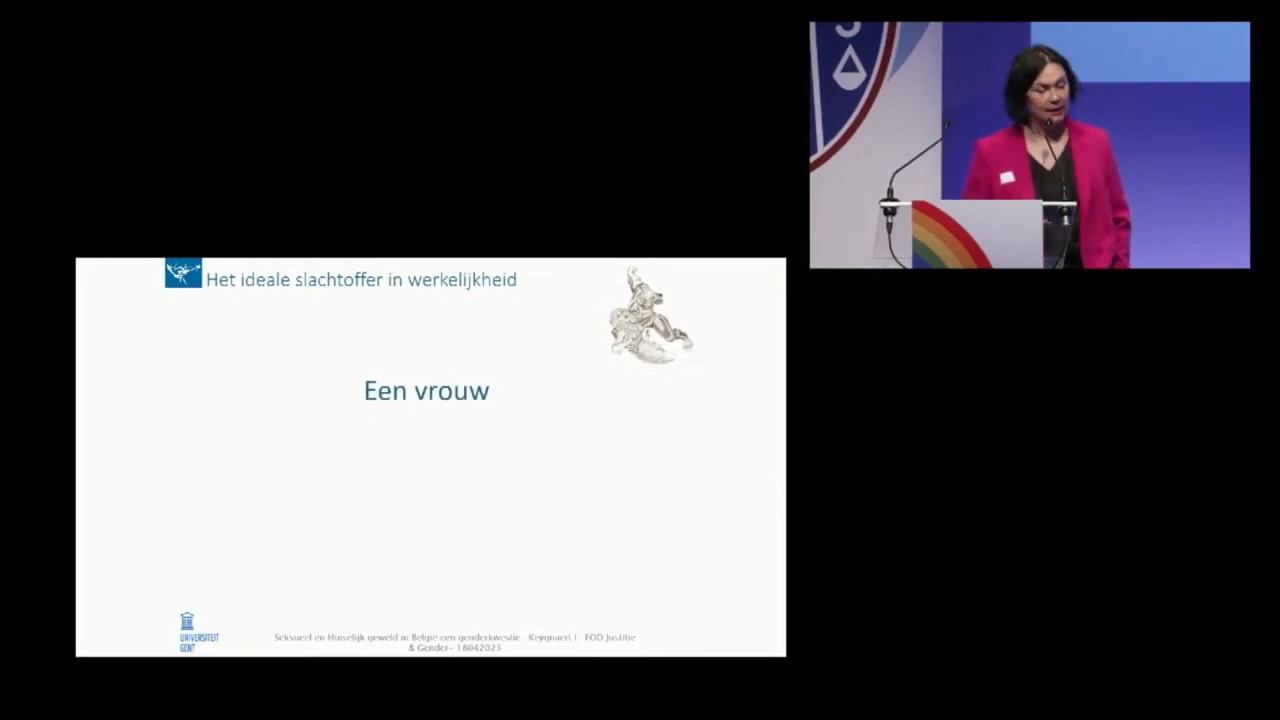 Het ideale slachtoffer in werkelijkheid
Een vrouw
UNIVERSITEIT
GENT
Seksueel en Huiselijk geweld in België een genderkwestie. Keygnaert I. FOD Justitie
& Gender- 18042023